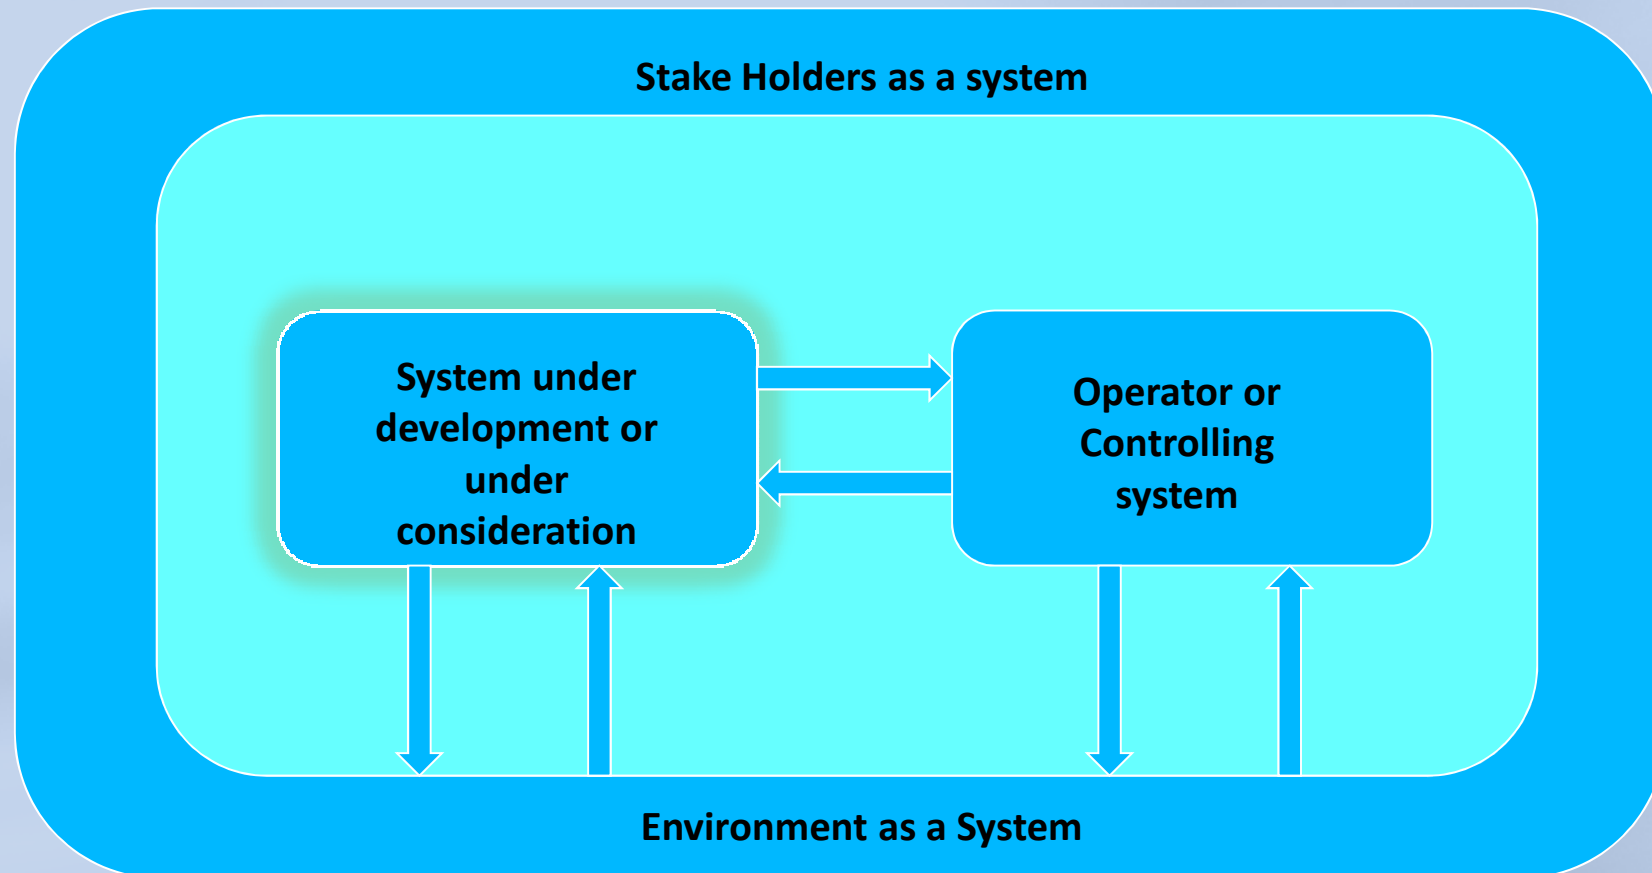 Stake Holders as a system
System under
development or
under
consideration
Operator or
Controlling
system
Environment as a System